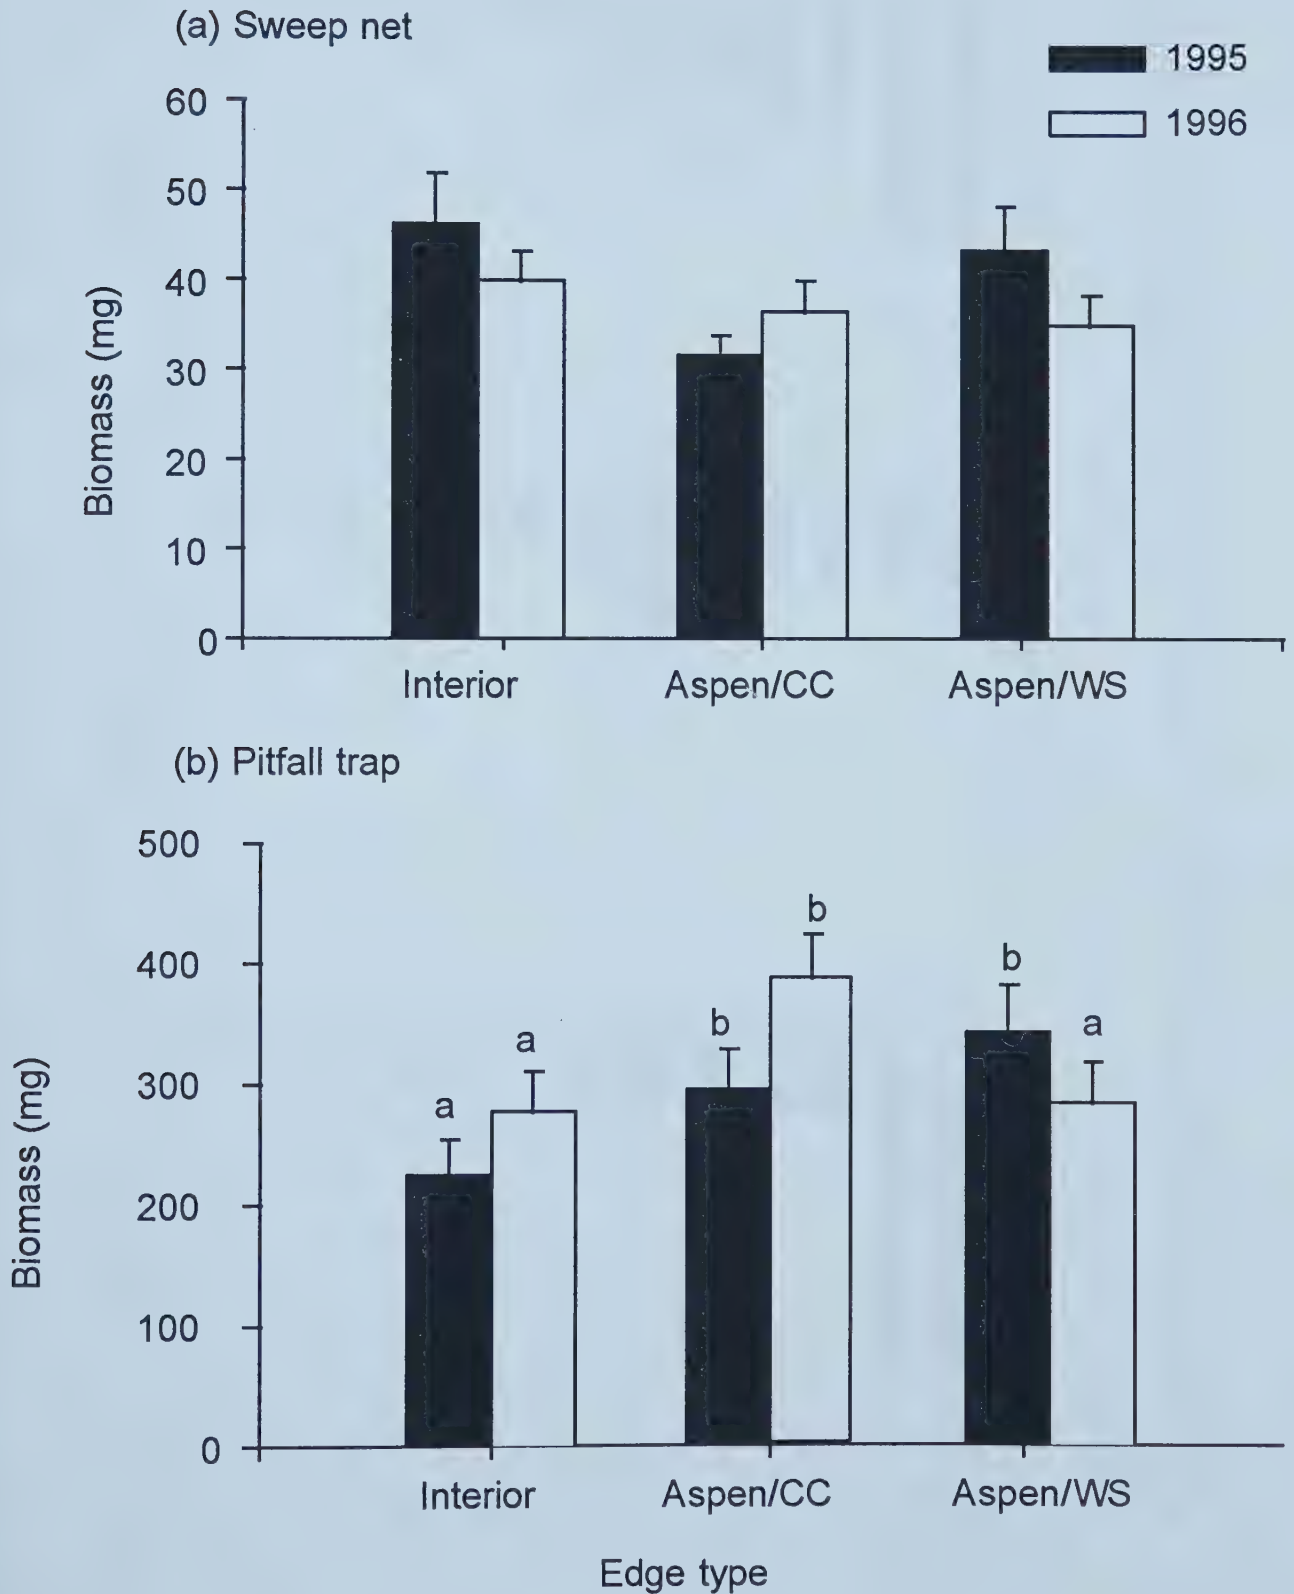 (a) Sweep net
1995
1996
60
50
40
30
20
10
0
Biomass (mg)
Interior Aspen/CC Aspen/WS
(b) Pitfall trap
500
400
300
200
100
0
Biomass (mg)
a a b b b a
Interior Aspen/CC Aspen/WS
Edge type